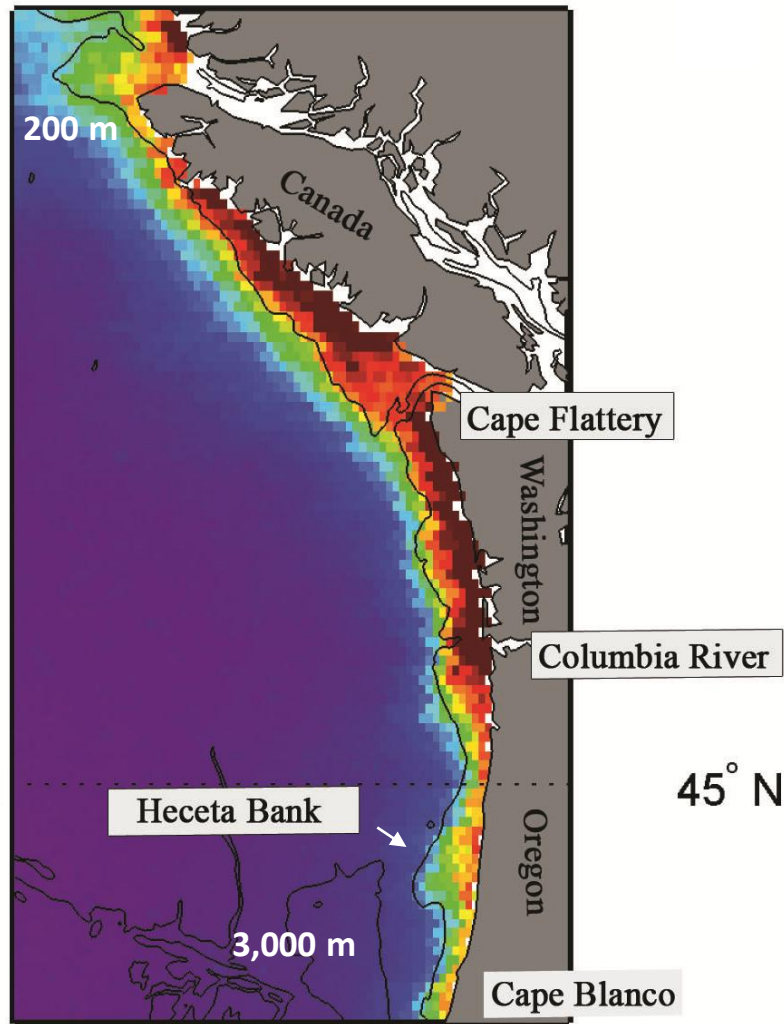 200 m
Canada
Cape Flattery
Washington
Columbia River
45° N
Heceta Bank
Oregon
3,000 m
Cape Blanco